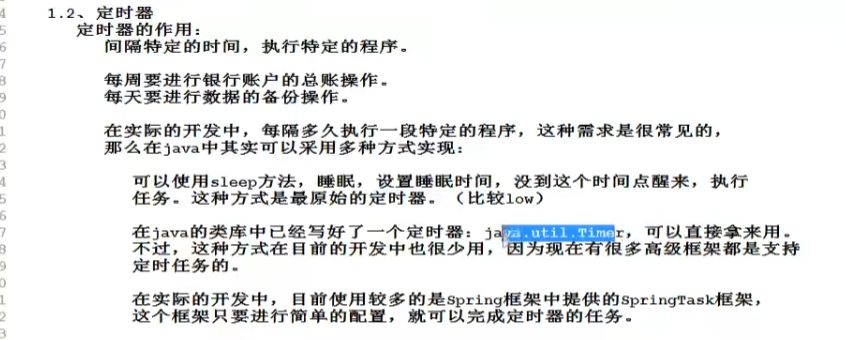 4
5
6
7
8
9
0
1
2
3
4
5
6
7
8
9
0
1
2
3
1.2、定时器
定时器的作用：
间隔特定的时间，执行特定的程序。
每周要进行银行账户的总账操作。
每天要进行数据的备份操作。
在实际的开发中，每隔多久执行一段特定的程序，这种需求是很常见的，
那么在java中其实可以采用多种方式实现：
可以使用sleep方法，睡眠，设置睡眠时间，没到这个时间点醒来，执行
任务。这种方式是最原始的定时器。（比较low）
在java的类库中已经写好了一个定时器：java.util.Timer，可以直接拿来用。
不过，这种方式在目前的开发中也很少用，因为现在有很多高级框架都是支持
定时任务的。
在实际的开发中，目前使用较多的是Spring框架中提供的SpringTask框架，
这个框架只要进行简单的配置，就可以完成定时器的任务。